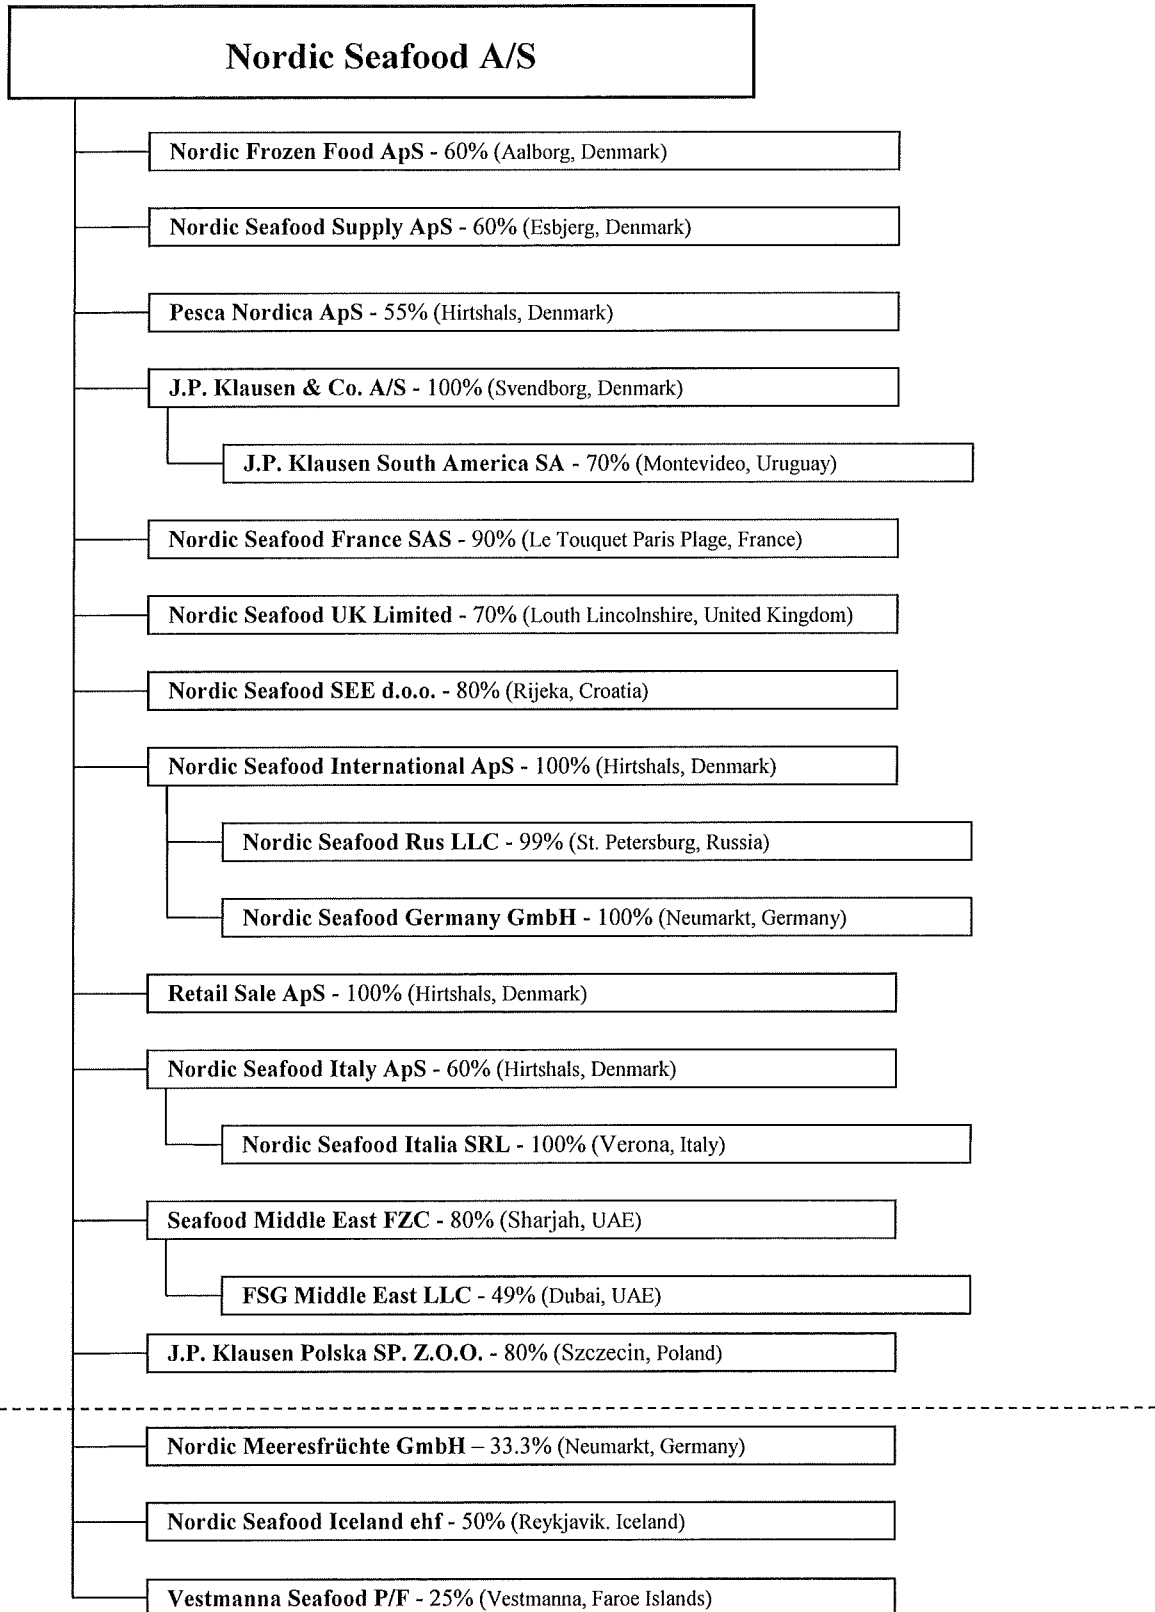 Nordic Seafood A/S
Nordic Frozen Food ApS - 60% (Aalborg, Denmark)
Nordic Seafood Supply ApS - 60% (Esbjerg, Denmark)
Pesca Nordica ApS - 55% (Hirtshals, Denmark)
J.P. Klausen & Co. A/S - 100% (Svendborg, Denmark)
J.P. Klausen South America SA - 70% (Montevideo, Uruguay)
Nordic Seafood France SAS - 90% (Le Touquet Paris Plage, France)
Nordic Seafood UK Limited - 70% (Louth Lincolnshire, United Kingdom)
Nordic Seafood SEE d.o.o. - 80% (Rijeka, Croatia)
Nordic Seafood International ApS - 100% (Hirtshals, Denmark)
Nordic Seafood Rus LLC - 99% (St. Petersburg, Russia)
Nordic Seafood Germany GmbH - 100% (Neumarkt, Germany)
Retail Sale ApS - 100% (Hirtshals, Denmark)
Nordic Seafood Italy ApS - 60% (Hirtshals, Denmark)
Nordic Seafood Italia SRL - 100% (Verona, Italy)
Seafood Middle East FZC - 80% (Sharjah, UAE)
FSG Middle East LLC - 49% (Dubai, UAE)
J.P. Klausen Polska SP. Z.O.O. - 80% (Szczecin, Poland)
Nordic Meeresfrüchte GmbH – 33.3% (Neumarkt, Germany)
Nordic Seafood Iceland ehf - 50% (Reykjavik. Iceland)
Vestmanna Seafood P/F - 25% (Vestmanna, Faroe Islands)